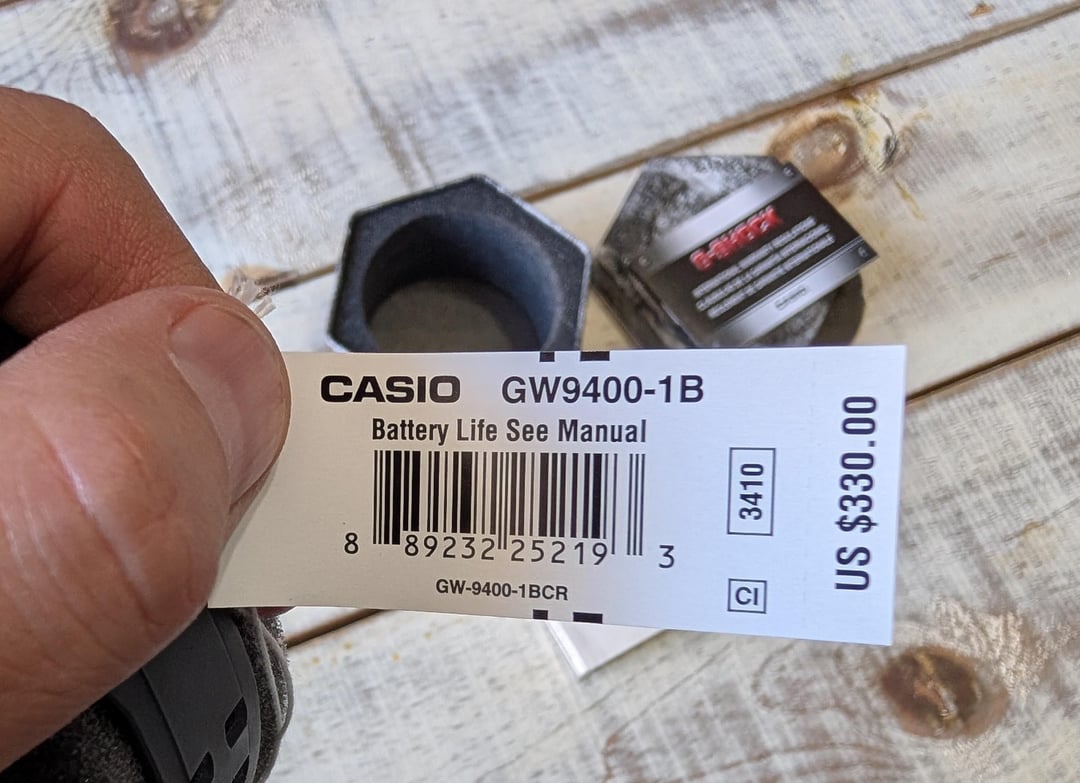 CASIO GW9400-1B
Battery Life See Manual
8 89232 25219 3
GW-9400-1BCR
3410
CI
US $330.00
G-SHOCK